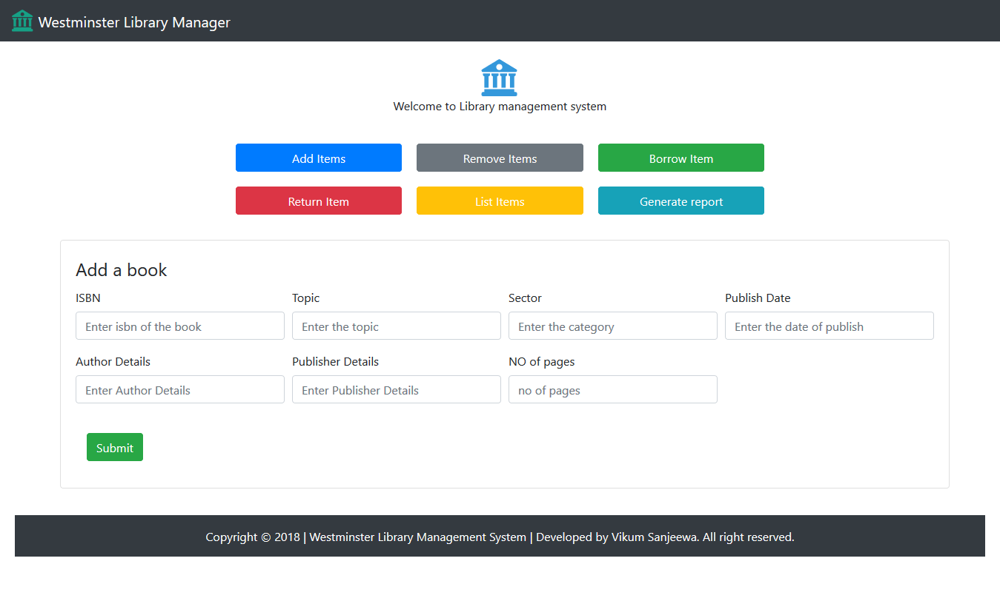 Westminster Library Manager
Welcome to Library management system
Add Items Remove Items Borrow Item
Return Item List Items Generate report
Add a book
ISBN Topic Sector Publish Date
Enter isbn of the book Enter the topic Enter the category Enter the date of publish
Author Details Publisher Details NO of pages
Enter Author Details Enter Publisher Details no of pages
Submit
Copyright © 2018 | Westminster Library Management System | Developed by Vikum Sanjeewa. All right reserved.